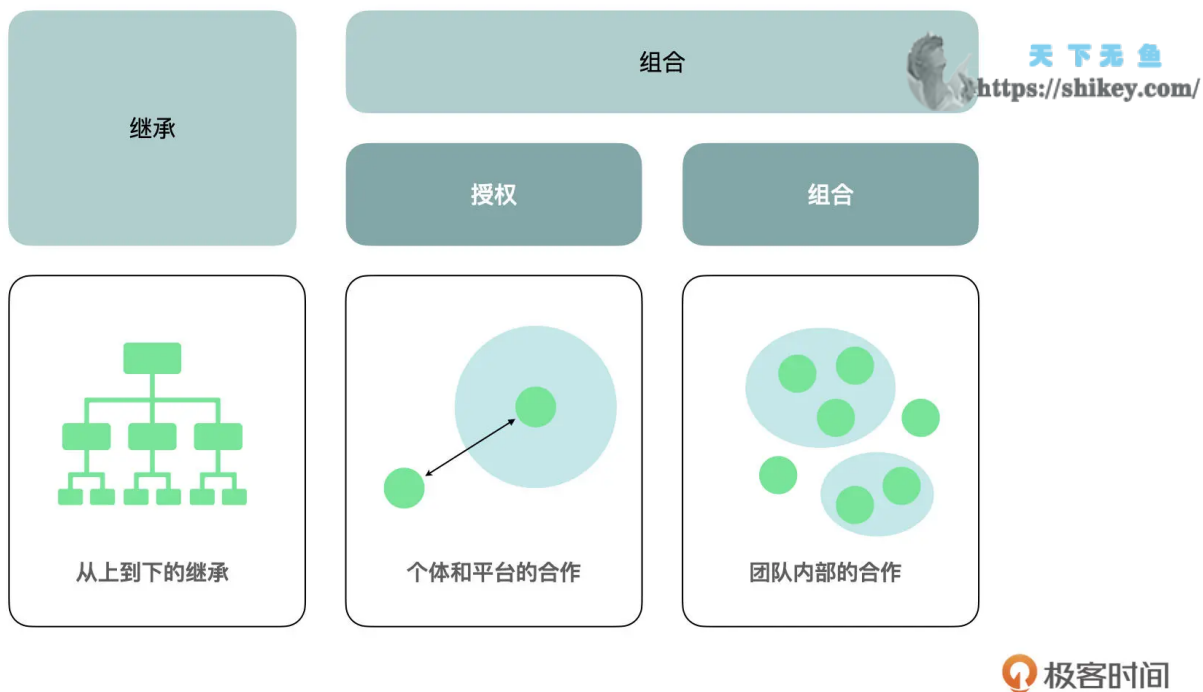 继承
组合
天下无鱼
https://shikey.com/
授权
组合
从上到下的继承
个体和平台的合作
团队内部的合作
极客时间